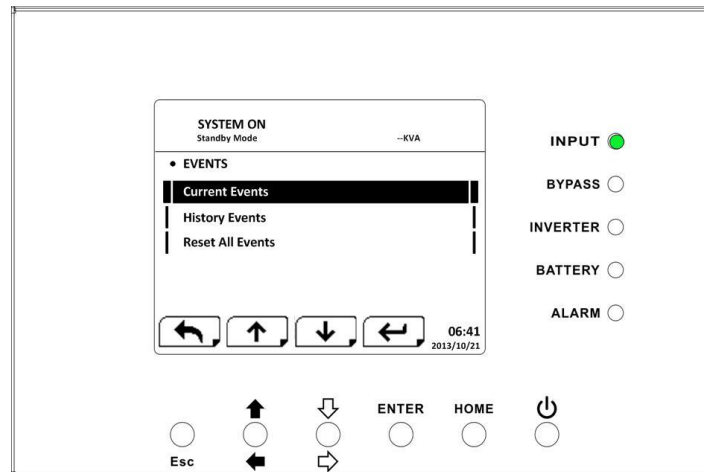 SYSTEM ON
Standby Mode
--KVA
• EVENTS
Current Events
History Events
Reset All Events
06:41
2013/10/21
INPUT
BYPASS
INVERTER
BATTERY
ALARM
ENTER
HOME
Esc